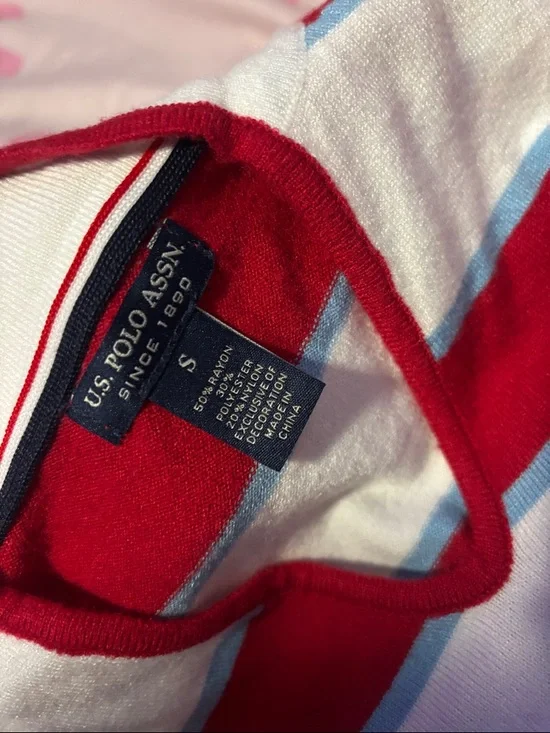 U.S. POLO ASSN.
SINCE 1890
S
50% RAYON
30%
POLYESTER
20% NYLON
EXCLUSIVE OF
DECORATION
MADE IN
CHINA